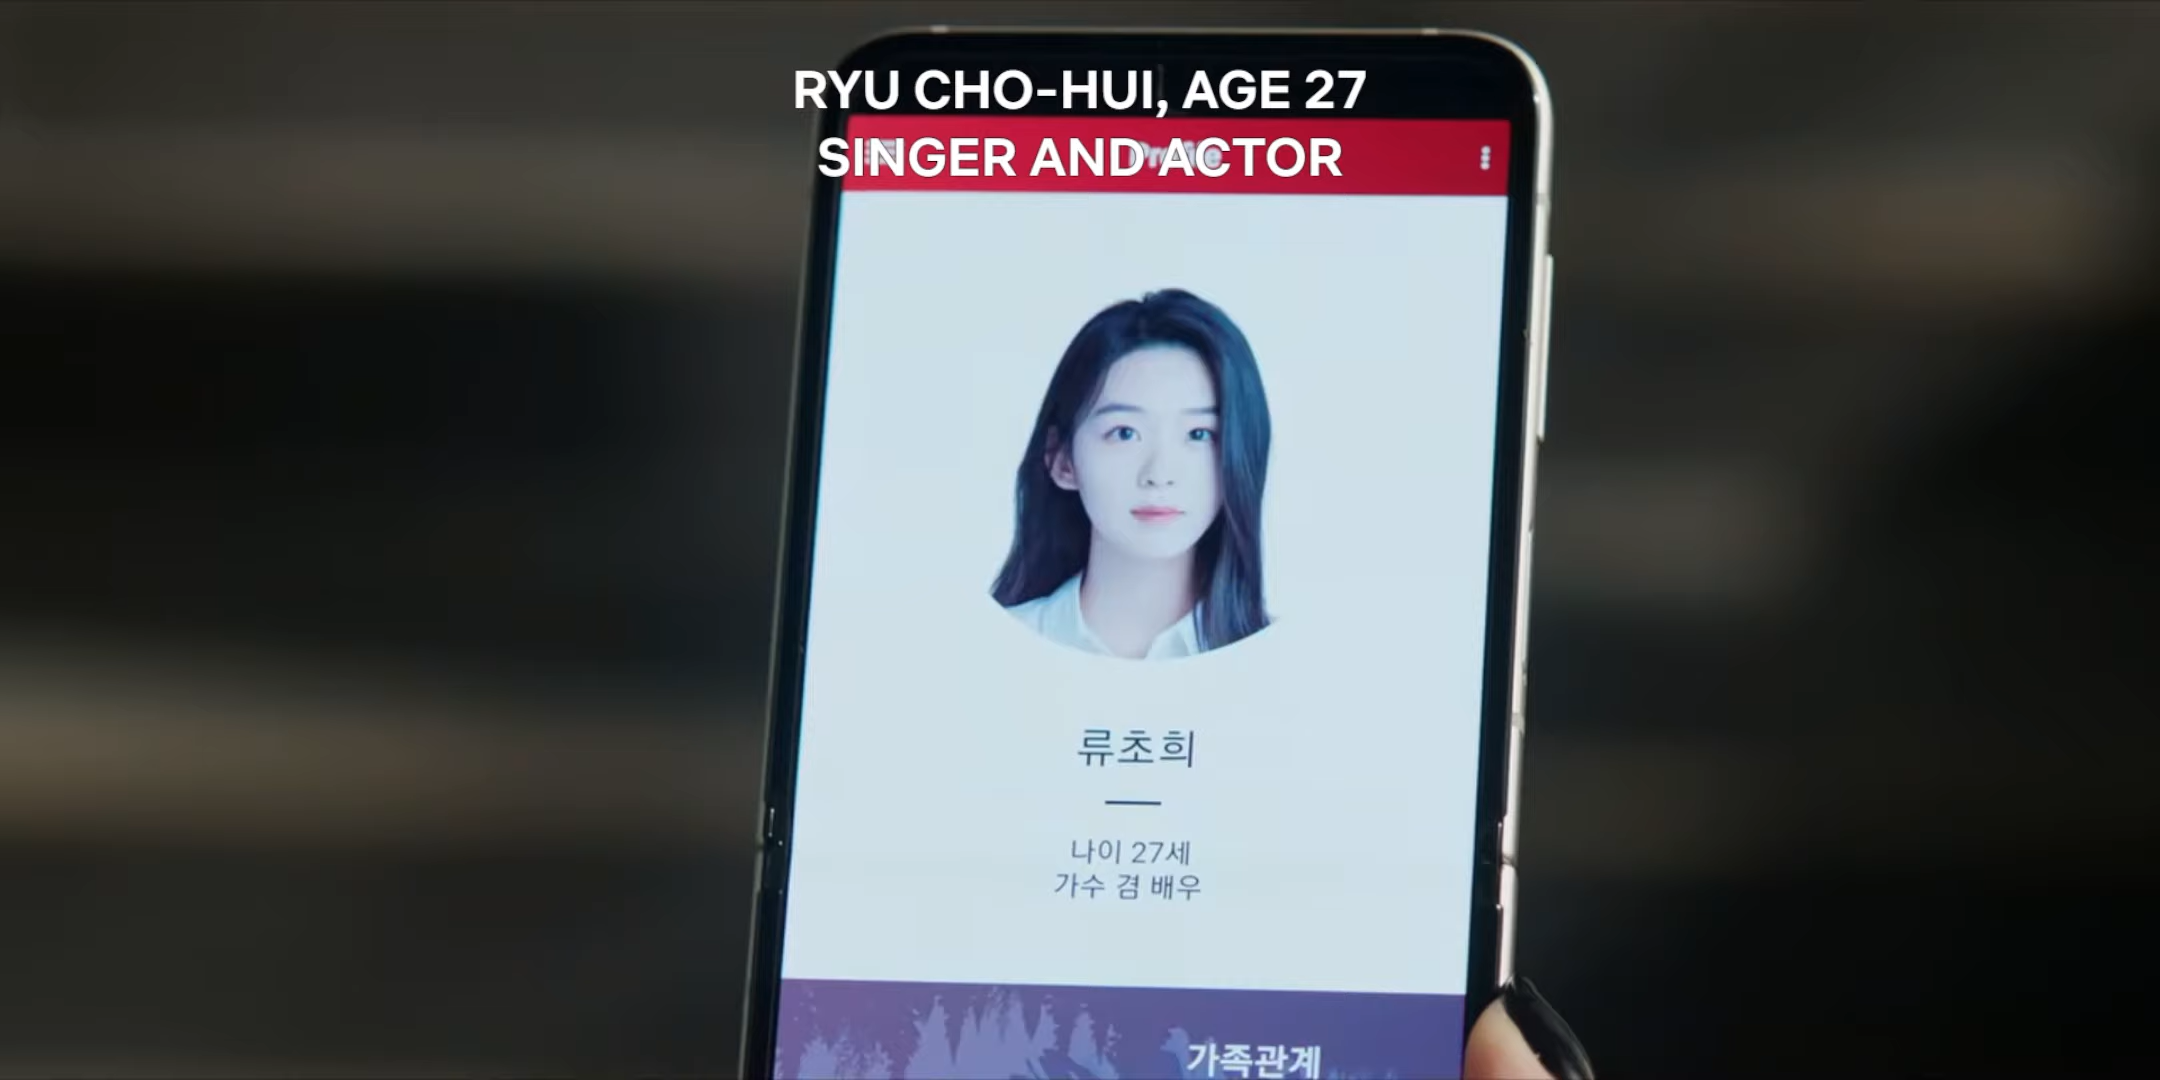 RYU CHO-HUI, AGE 27
SINGER AND ACTOR
Profile
류초희
나이 27세
가수 겸 배우
가족관계